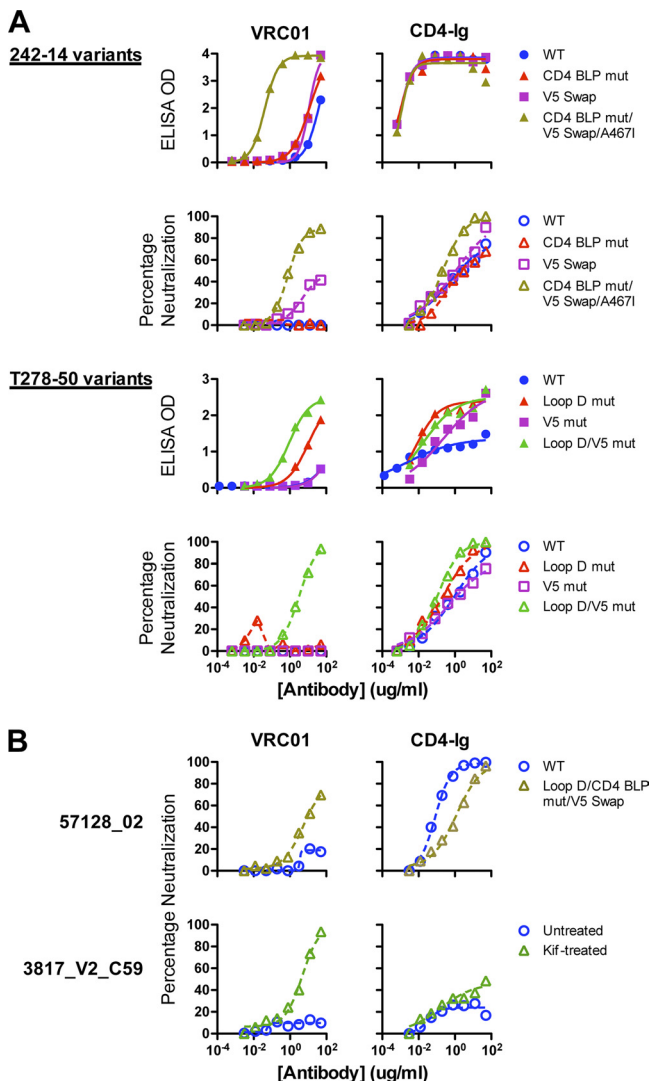 A
VRC01 CD4-Ig
242-14 variants
ELISA OD
4
3
2
1
0
WT
CD4 BLP mut
V5 Swap
CD4 BLP mut/
V5 Swap/A467I
Percentage
Neutralization
100
80
60
40
20
0
WT
CD4 BLP mut
V5 Swap
CD4 BLP mut/
V5 Swap/A467I
T278-50 variants
ELISA OD
3
2
1
0
WT
Loop D mut
V5 mut
Loop D/V5 mut
Percentage
Neutralization
100
80
60
40
20
0
WT
Loop D mut
V5 mut
Loop D/V5 mut
10-4 10-2 100 102 10-4 10-2 100 102
[Antibody] (ug/ml)
B
VRC01 CD4-Ig
57128_02
Percentage Neutralization
100
80
60
40
20
0
WT
Loop D/CD4 BLP
mut/V5 Swap
3817_V2_C59
100
80
60
40
20
0
Untreated
Kif-treated
10-4 10-2 100 102 10-4 10-2 100 102
[Antibody] (ug/ml)